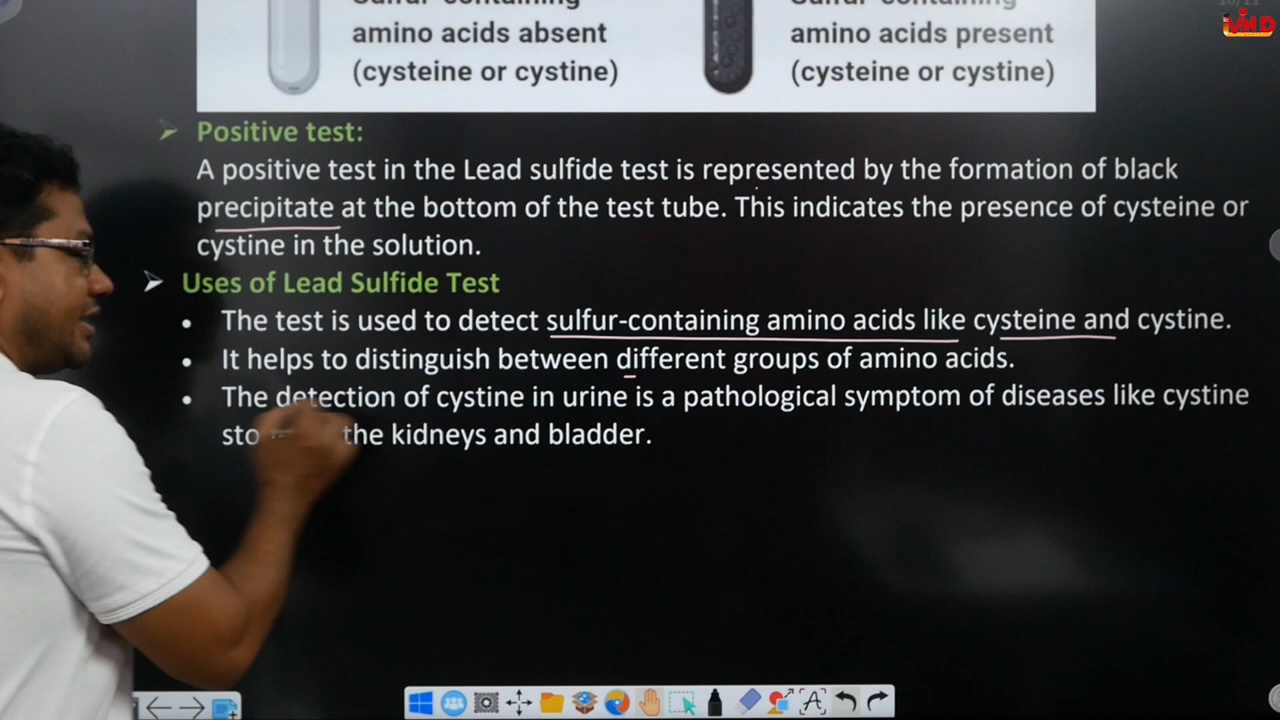 amino acids absent
(cysteine or cystine)
amino acids present
(cysteine or cystine)
Positive test:
A positive test in the Lead sulfide test is represented by the formation of black
precipitate at the bottom of the test tube. This indicates the presence of cysteine or
cystine in the solution.
Uses of Lead Sulfide Test
The test is used to detect sulfur-containing amino acids like cysteine and cystine.
It helps to distinguish between different groups of amino acids.
The detection of cystine in urine is a pathological symptom of diseases like cystine
the kidneys and bladder.